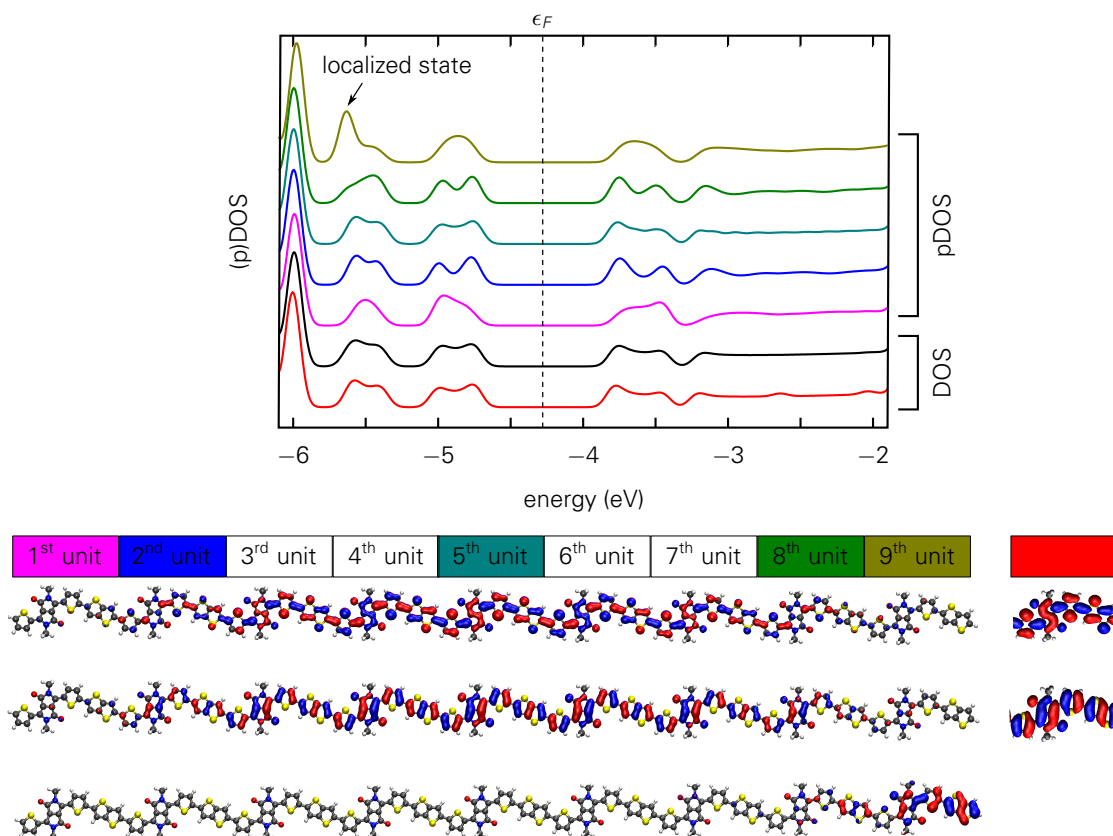 ϵ_F
localized state
(p)DOS
pDOS
DOS
−6 −5 −4 −3 −2
energy (eV)
1st unit 2nd unit 3rd unit 4th unit 5th unit 6th unit 7th unit 8th unit 9th unit